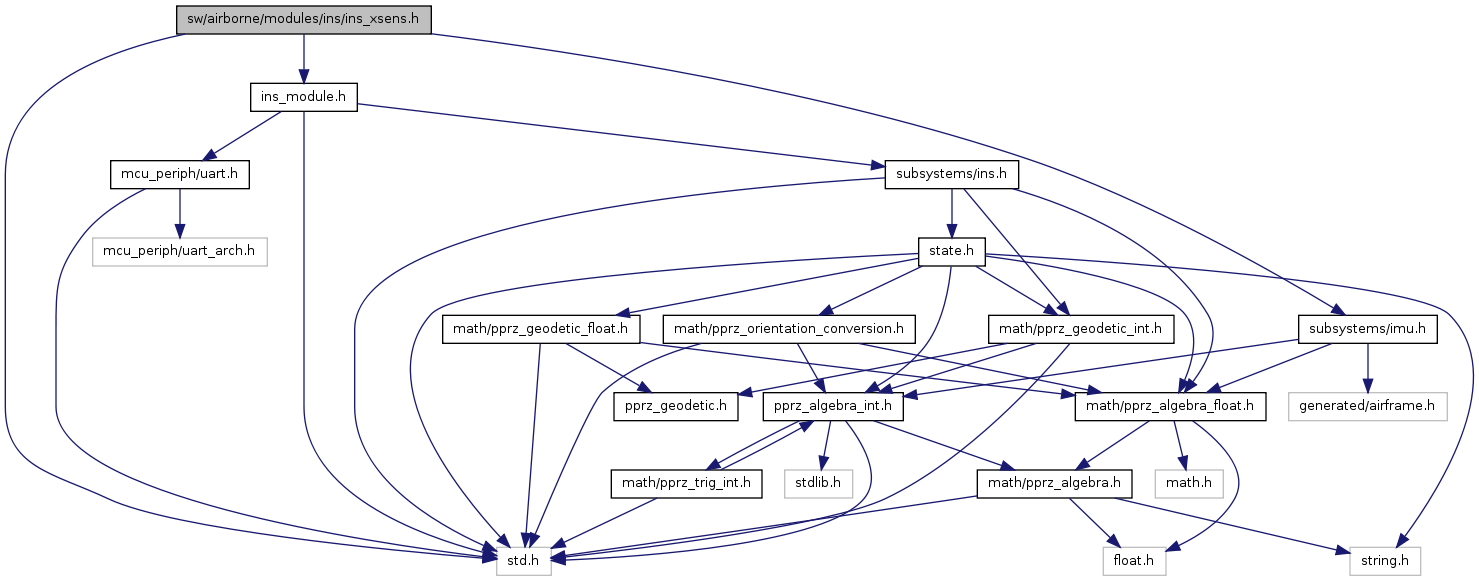 sw/airborne/modules/ins/ins_xsens.h
ins_module.h
mcu_periph/uart.h
subsystems/ins.h
mcu_periph/uart_arch.h
state.h
math/pprz_geodetic_float.h
math/pprz_orientation_conversion.h
math/pprz_geodetic_int.h
subsystems/imu.h
pprz_geodetic.h
pprz_algebra_int.h
math/pprz_algebra_float.h
generated/airframe.h
math/pprz_trig_int.h
stdlib.h
math/pprz_algebra.h
math.h
std.h
float.h
string.h